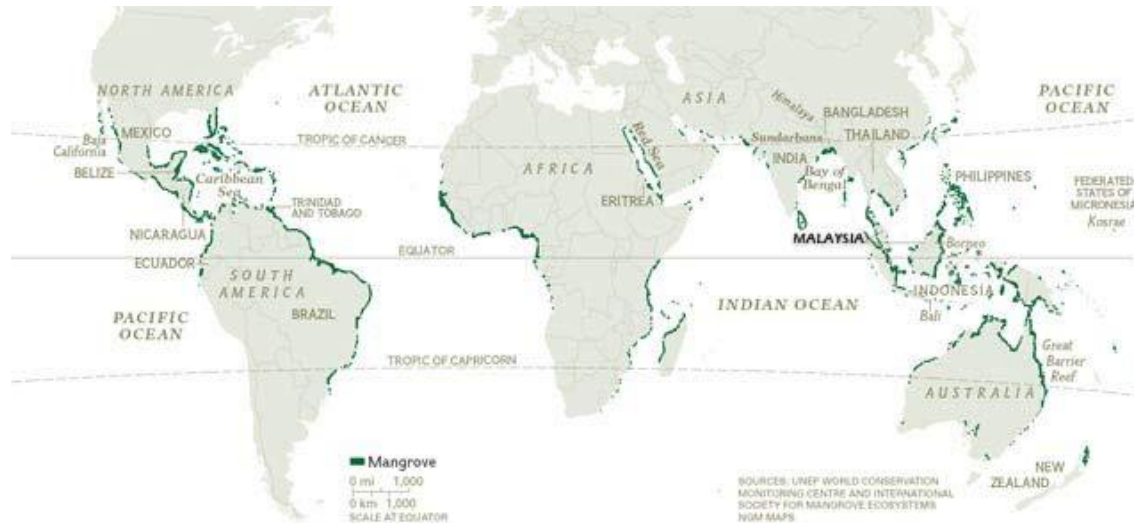 NORTH AMERICA
ATLANTIC
OCEAN
ASIA
Himalaya
PACIFIC
OCEAN
BANGLADESH
MEXICO
TROPIC OF CANCER
Red Sea
Sundarbans
THAILAND
Baja
California
BELIZE
Caribbean
Sea
AFRICA
INDIA
Bay of
Benga
PHILIPPINES
FEDERATED
STATES OF
MICRONESIA
Kosrae
TRINIDAD
AND TOBAGO
ERITREA
NICARAGUA
MALAYSIA
Borneo
EQUATOR
ECUADOR
SOUTH
AMERICA
INDONESIA
BRAZIL
INDIAN OCEAN
Bali
PACIFIC
OCEAN
Great
Barrier
Reef
TROPIC OF CAPRICORN
AUSTRALIA
Mangrove
0 mi 1,000
0 km 1,000
SCALE AT EQUATOR
NEW
ZEALAND
SOURCES: UNEP WORLD CONSERVATION
MONITORING CENTRE AND INTERNATIONAL
SOCIETY FOR MANGROVE ECOSYSTEMS
NGM MAPS